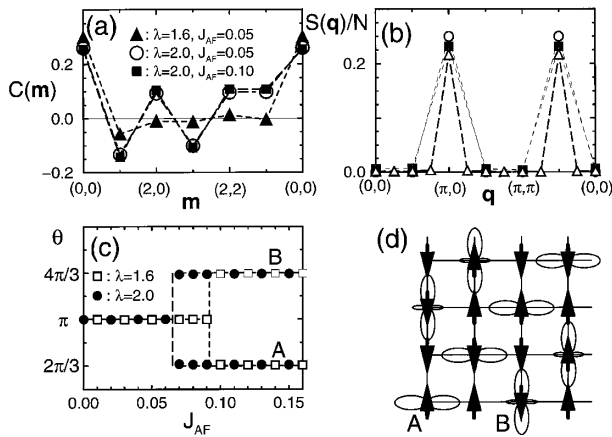 (a)
▲: λ=1.6, J_AF=0.05
○: λ=2.0, J_AF=0.05
■: λ=2.0, J_AF=0.10
0.2
C(m)
0.0
−0.2
(0,0)
(2,0)
(2,2)
(0,0)
m
S(q)/N
(b)
0.2
0.1
0.0
(0,0)
(π,0)
(π,π)
(0,0)
q
(c)
θ
□: λ=1.6
●: λ=2.0
4π/3
π
2π/3
B
A
0.00
0.05
0.10
0.15
J_AF
(d)
A
B